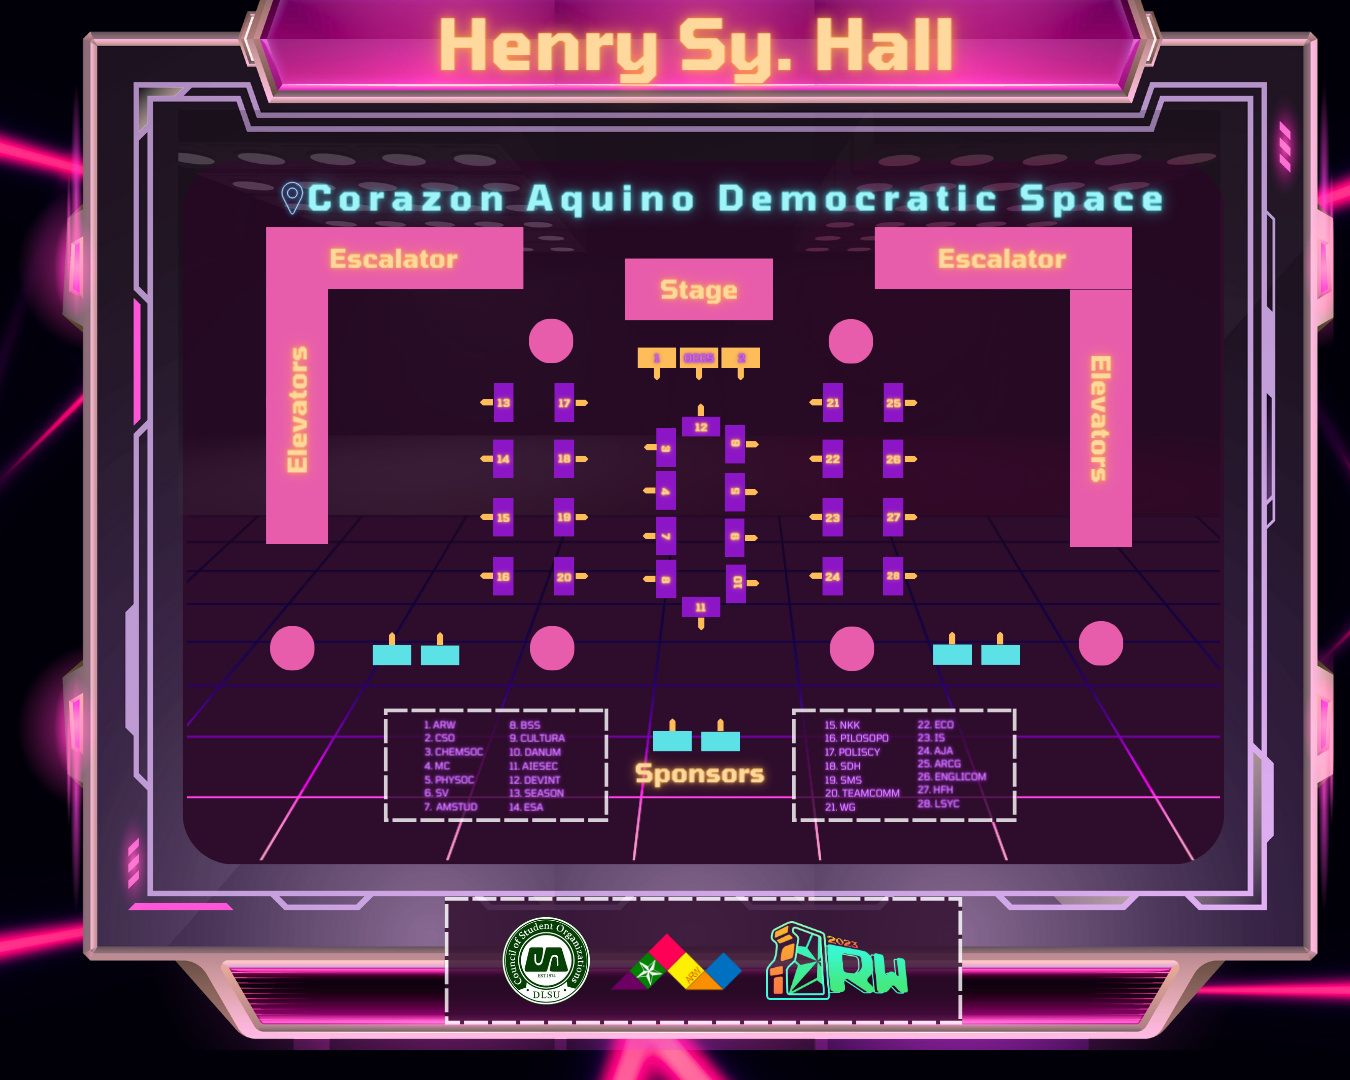 Henry Sy. Hall
Corazon Aquino Democratic Space
Escalator
Escalator
Stage
Elevators
Elevators
1
2
13
17
21
25
12
3
14
18
22
26
4
5
15
19
7
23
27
16
20
8
10
24
28
11
1. ARW
2. CSO
3. CHEMSOC
4. MC
5. PHYSOC
6. SV
7. AMSTUD
8. BSS
9. CULTURA
10. DANUM
11. AIESEC
12. DEVINT
13. SEASON
14. ESA
Sponsors
15. NKK
16. PILOSOPO
17. POLISCY
18. SDH
19. SMS
20. TEAMCOMM
21. WG
22. ECO
23. IS
24. AJA
25. ARCG
26. ENGLICOM
27. HFH
28. LSYC
Council of Student Organizations
EST 1974
DLSU
ARW
2023
ARW